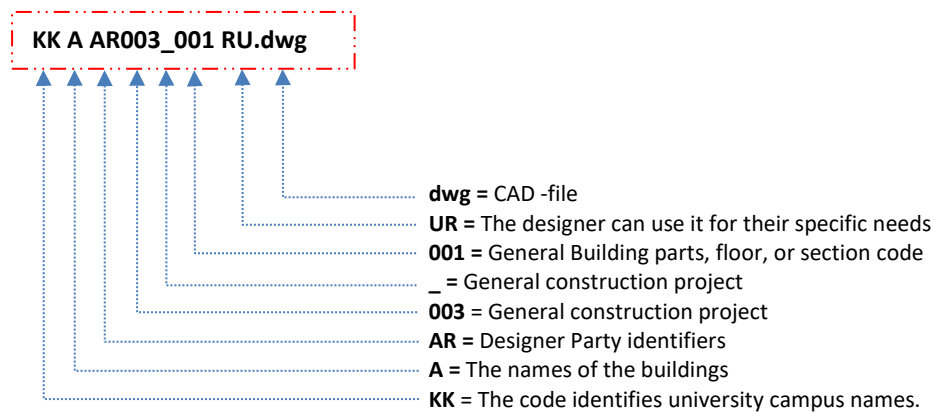 KK A AR003_001 RU.dwg
dwg = CAD -file
UR = The designer can use it for their specific needs
001 = General Building parts, floor, or section code
_ = General construction project
003 = General construction project
AR = Designer Party identifiers
A = The names of the buildings
KK = The code identifies university campus names.